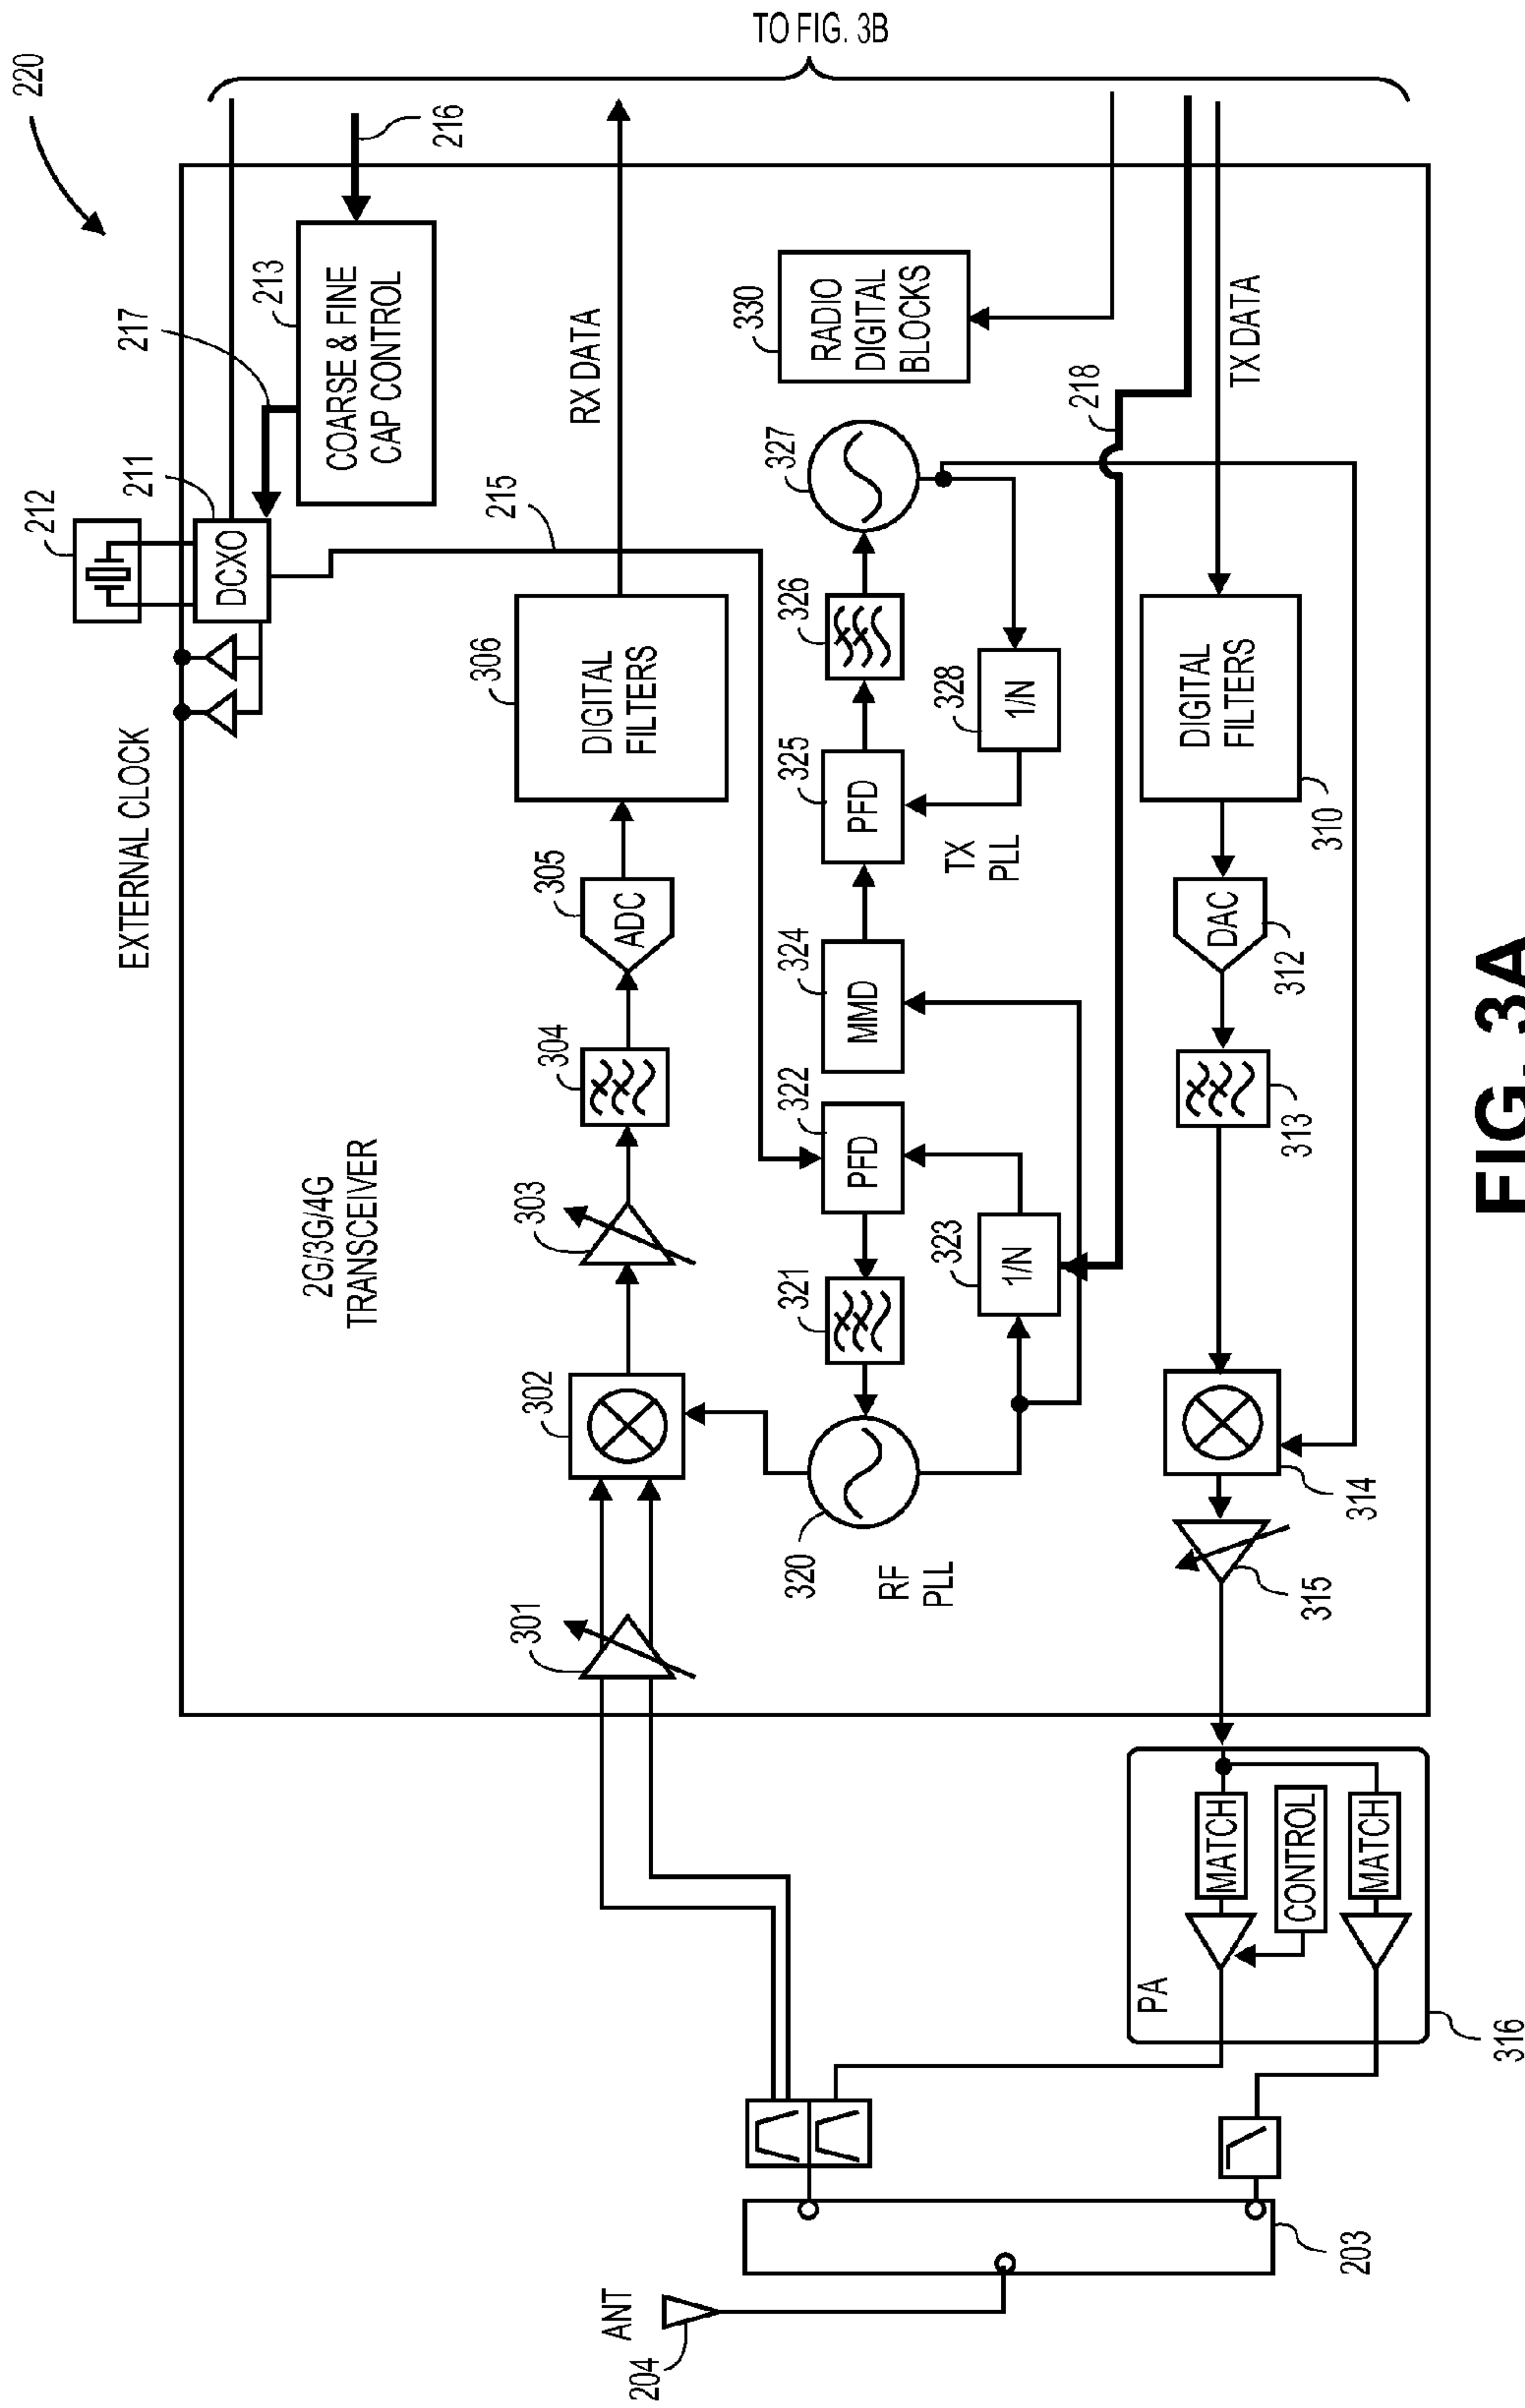 220
TO FIG. 3B
EXTERNAL CLOCK
212
211
217
213
216
DCXO
COARSE & FINE
CAP CONTROL
2G/3G/4G
TRANSCEIVER
215
301
302
303
304
305
306
ADC
DIGITAL
FILTERS
RX DATA
ANT
204
320
321
322
324
325
326
327
330
PFD
MMD
PFD
RADIO
DIGITAL
BLOCKS
RF
PLL
323
1/N
TX
PLL
328
1/N
218
PA
MATCH
CONTROL
MATCH
DAC
DIGITAL
FILTERS
TX DATA
203
316
315
314
313
312
310
FIG. 3A